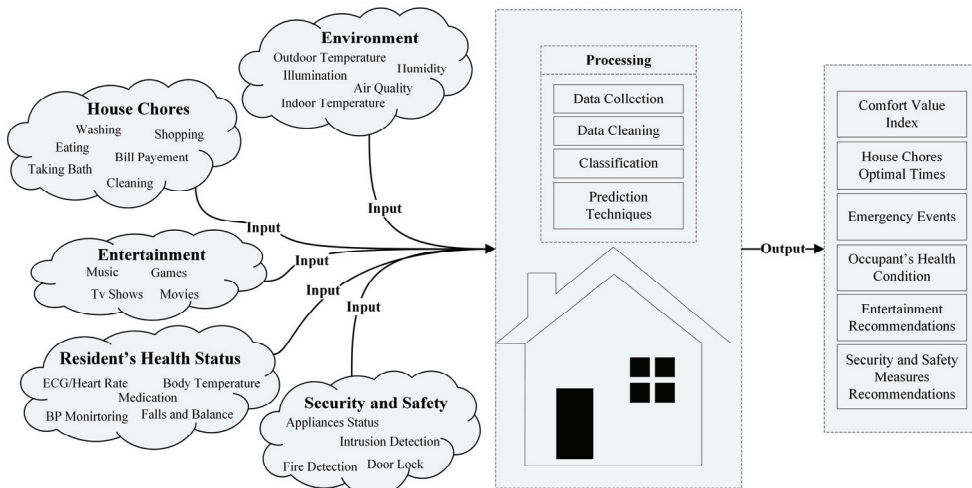 Environment
Outdoor Temperature
Humidity
Illumination
Air Quality
Indoor Temperature
House Chores
Washing
Shopping
Eating
Bill Payement
Taking Bath
Cleaning
Entertainment
Music
Games
Tv Shows
Movies
Resident's Health Status
ECG/Heart Rate
Body Temperature
Medication
BP Monirtoring
Falls and Balance
Security and Safety
Appliances Status
Intrusion Detection
Fire Detection
Door Lock
Input
Input
Input
Input
Input
Processing
Data Collection
Data Cleaning
Classification
Prediction
Techniques
Output
Comfort Value
Index
House Chores
Optimal Times
Emergency Events
Occupant's Health
Condition
Entertainment
Recommendations
Security and Safety
Measures
Recommendations